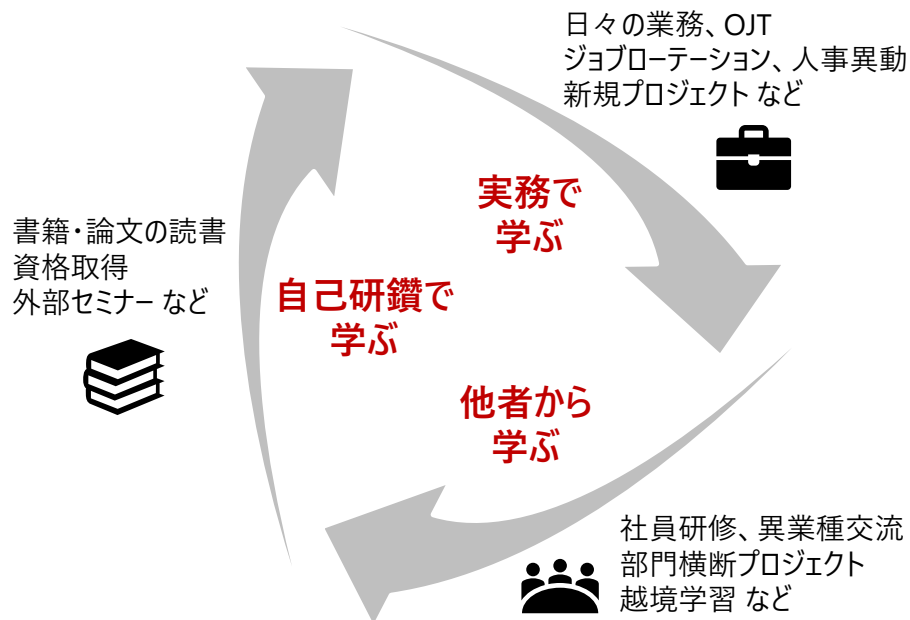 日々の業務、OJT
ジョブローテーション、人事異動
新規プロジェクト など
実務で
学ぶ
書籍・論文の読書
資格取得
外部セミナー など
自己研鑽で
学ぶ
他者から
学ぶ
社員研修、異業種交流
部門横断プロジェクト
越境学習 など